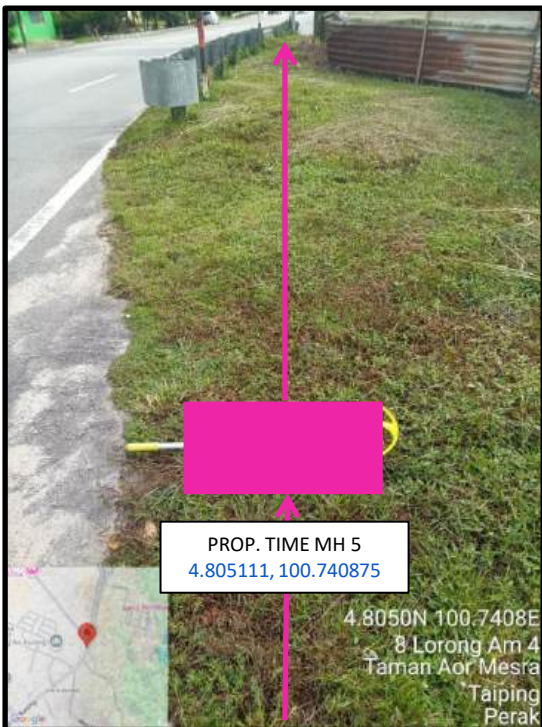 PROP. TIME MH 5
4.805111, 100.740875
4.8050N 100.7408E
8 Lorong Am 4
Taman Aor Mesra
Taiping
Perak
Google